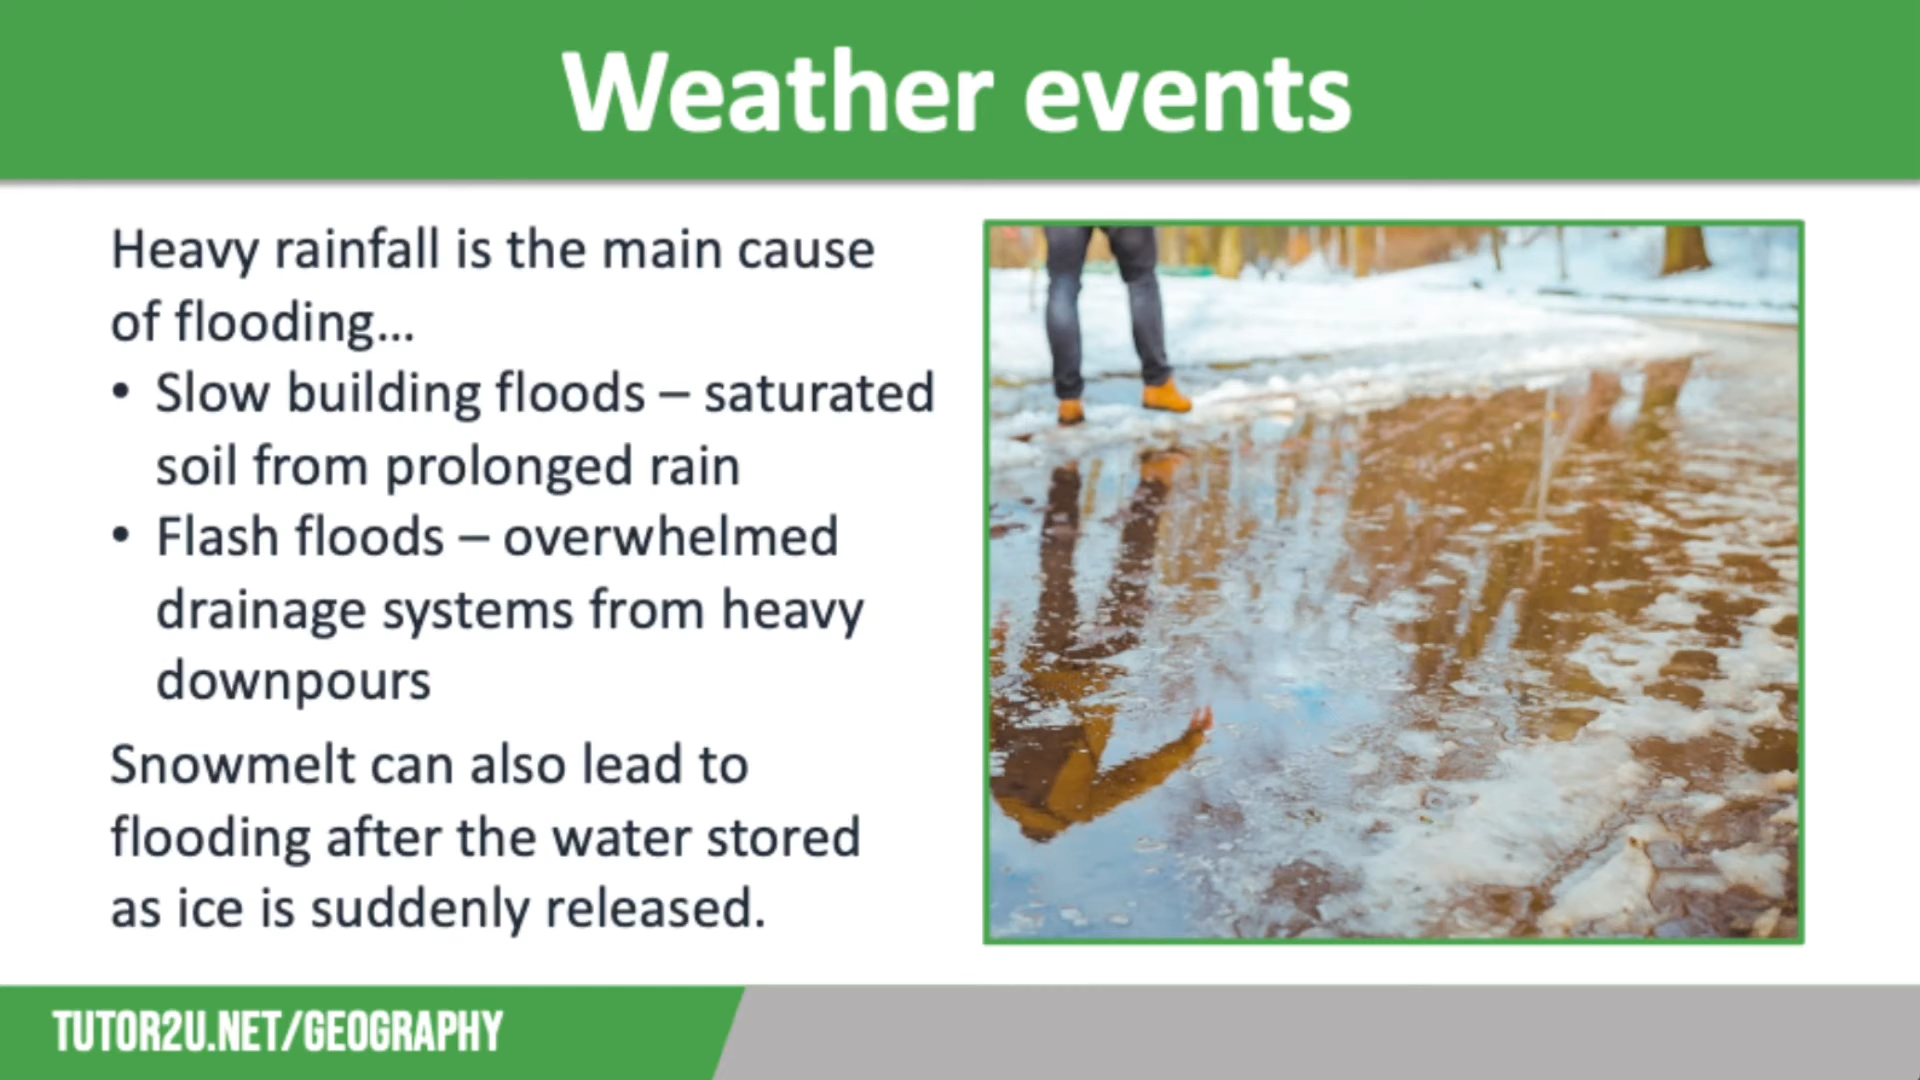 Weather events
Heavy rainfall is the main cause
of flooding…
• Slow building floods – saturated
soil from prolonged rain
• Flash floods – overwhelmed
drainage systems from heavy
downpours
Snowmelt can also lead to
flooding after the water stored
as ice is suddenly released.
TUTOR2U.NET/GEOGRAPHY